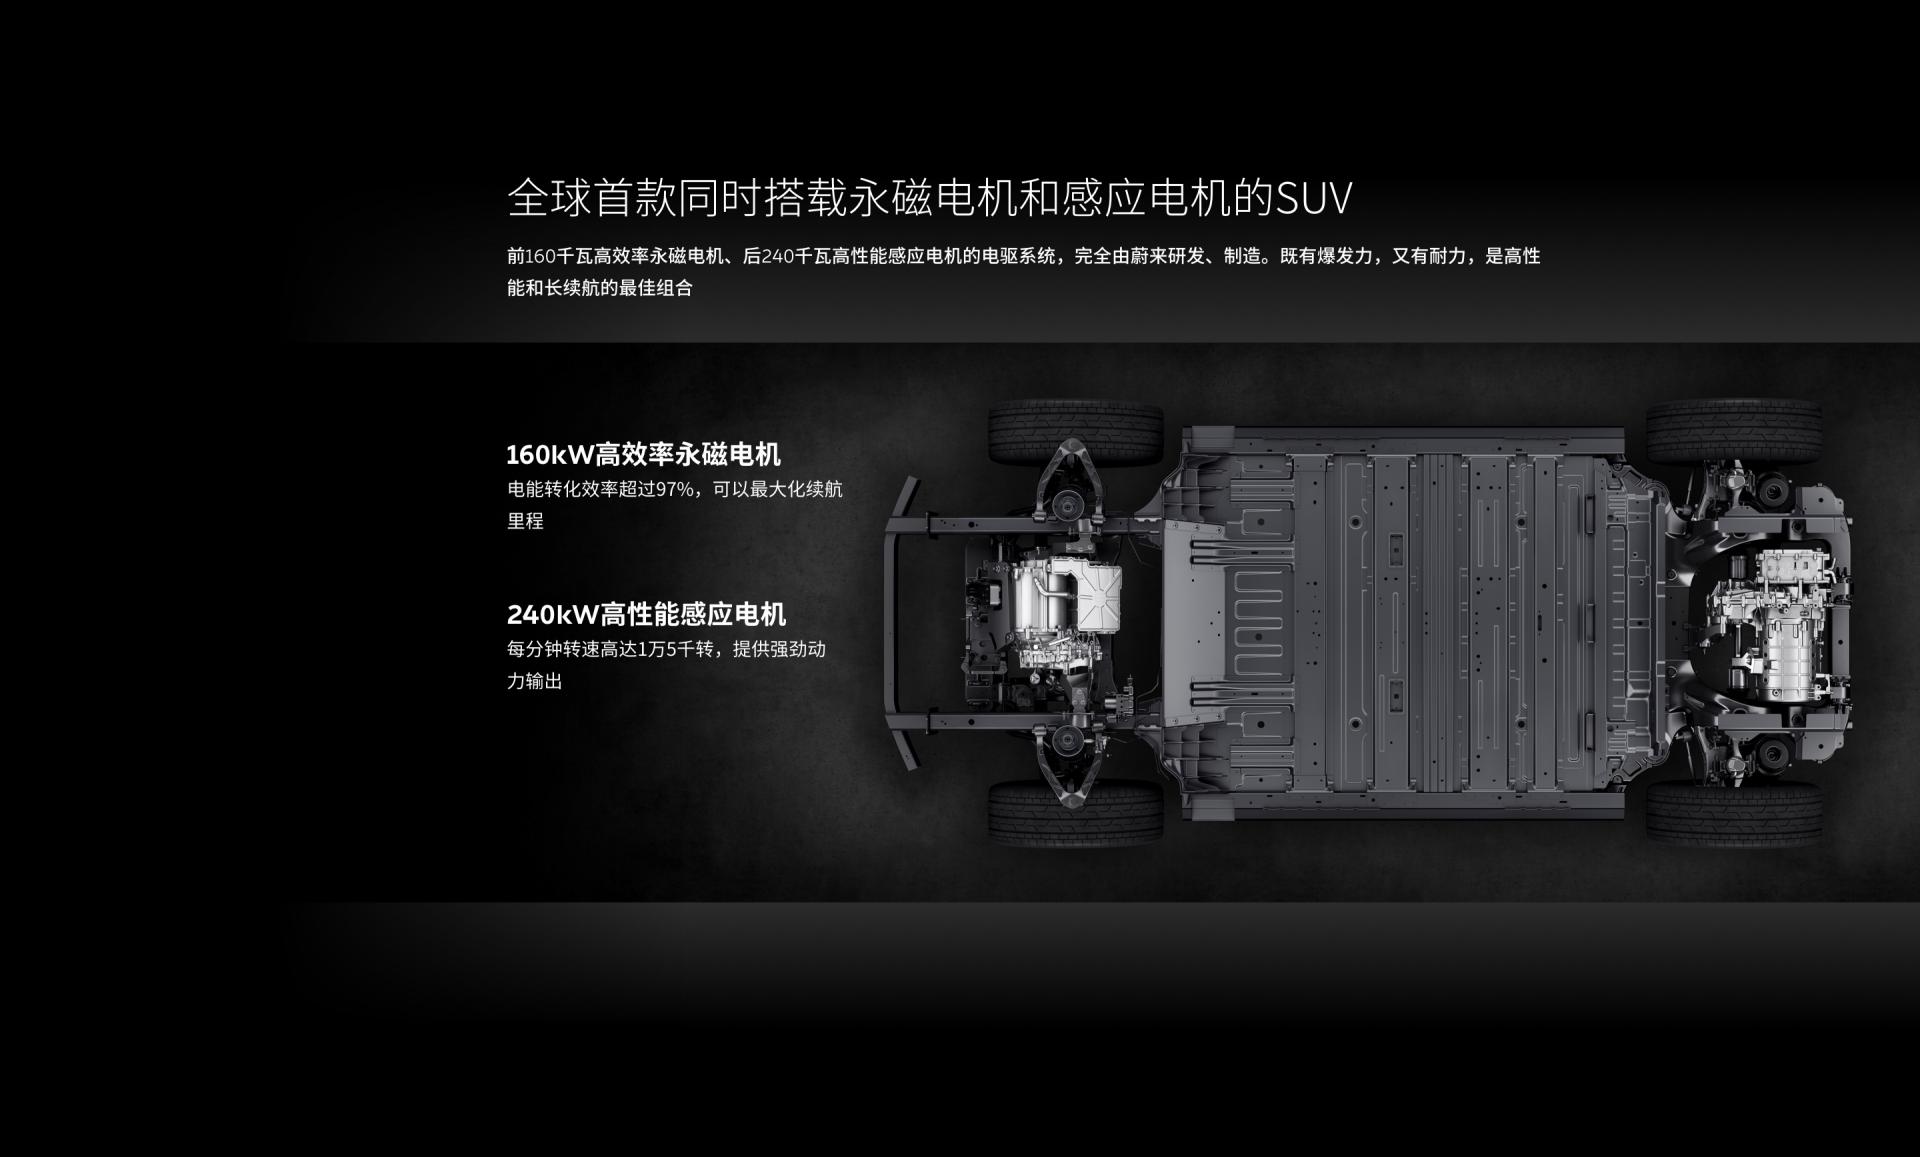 全球首款同时搭载永磁电机和感应电机的SUV
前160千瓦高效率永磁电机、后240千瓦高性能感应电机的电驱系统，完全由蔚来研发、制造。既有爆发力，又有耐力，是高性
能和长续航的最佳组合
160kW高效率永磁电机
电能转化效率超过97%，可以最大化续航
里程
240kW高性能感应电机
每分钟转速高达1万5千转，提供强劲动
力输出